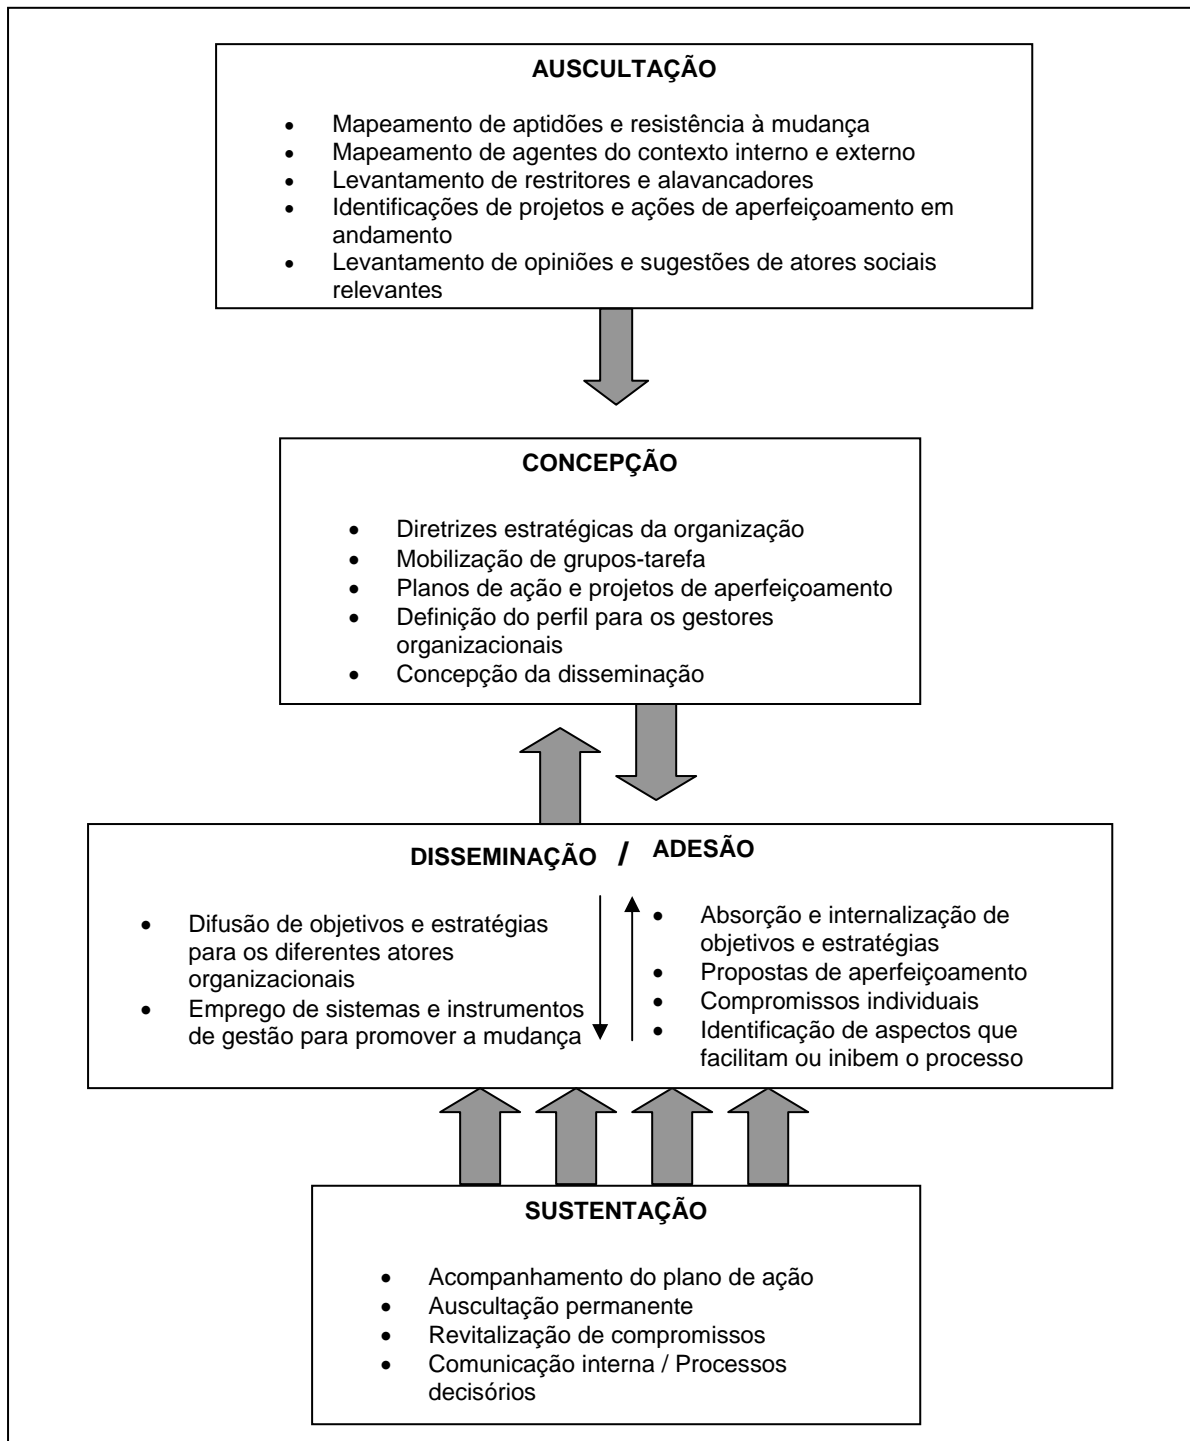 AUSCULTAÇÃO
• Mapeamento de aptidões e resistência à mudança
• Mapeamento de agentes do contexto interno e externo
• Levantamento de restritores e alavancadores
• Identificações de projetos e ações de aperfeiçoamento em
andamento
• Levantamento de opiniões e sugestões de atores sociais
relevantes
CONCEPÇÃO
• Diretrizes estratégicas da organização
• Mobilização de grupos-tarefa
• Planos de ação e projetos de aperfeiçoamento
• Definição do perfil para os gestores
organizacionais
• Concepção da disseminação
DISSEMINAÇÃO / ADESÃO
• Difusão de objetivos e estratégias
para os diferentes atores
organizacionais
• Emprego de sistemas e instrumentos
de gestão para promover a mudança
• Absorção e internalização de
objetivos e estratégias
• Propostas de aperfeiçoamento
• Compromissos individuais
• Identificação de aspectos que
facilitam ou inibem o processo
SUSTENTAÇÃO
• Acompanhamento do plano de ação
• Auscultação permanente
• Revitalização de compromissos
• Comunicação interna / Processos
decisórios